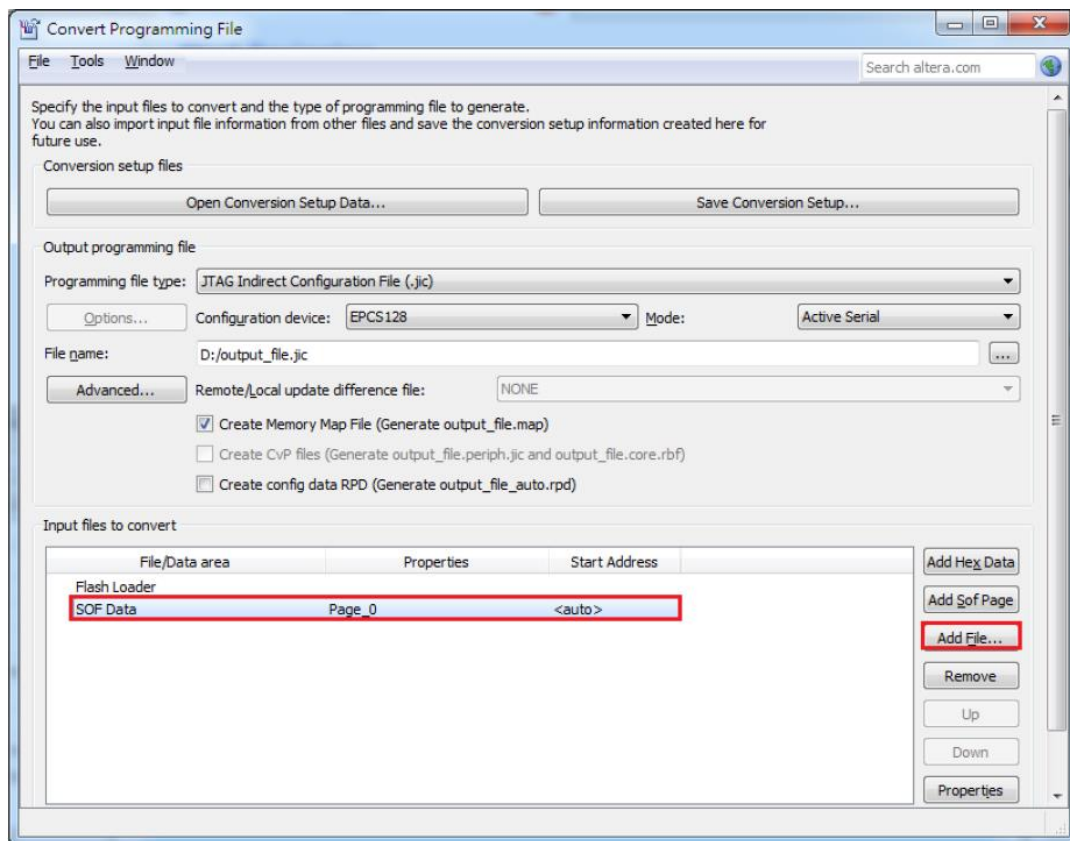 Convert Programming File
File Tools Window
Search altera.com
Specify the input files to convert and the type of programming file to generate.
You can also import input file information from other files and save the conversion setup information created here for
future use.
Conversion setup files
Open Conversion Setup Data... Save Conversion Setup...
Output programming file
Programming file type: JTAG Indirect Configuration File (.jic)
Options... Configuration device: EPCS128 Mode: Active Serial
File name: D:/output_file.jic ...
Advanced... Remote/Local update difference file: NONE
Create Memory Map File (Generate output_file.map)
Create CvP files (Generate output_file.periph.jic and output_file.core.rbf)
Create config data RPD (Generate output_file_auto.rpd)
Input files to convert
File/Data area Properties Start Address
Flash Loader
SOF Data Page_0 <auto>
Add Hex Data
Add Sof Page
Add File...
Remove
Up
Down
Properties